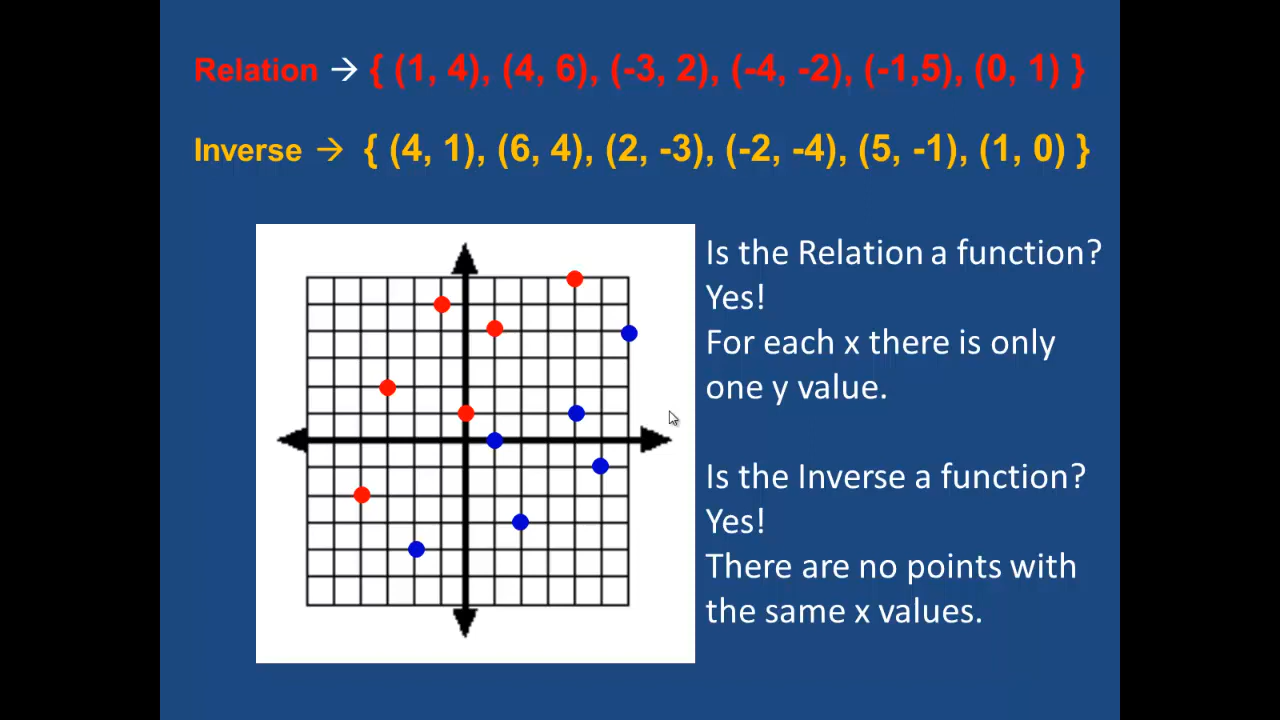 Relation → { (1, 4), (4, 6), (-3, 2), (-4, -2), (-1,5), (0, 1) }
Inverse → { (4, 1), (6, 4), (2, -3), (-2, -4), (5, -1), (1, 0) }
Is the Relation a function?
Yes!
For each x there is only
one y value.
Is the Inverse a function?
Yes!
There are no points with
the same x values.